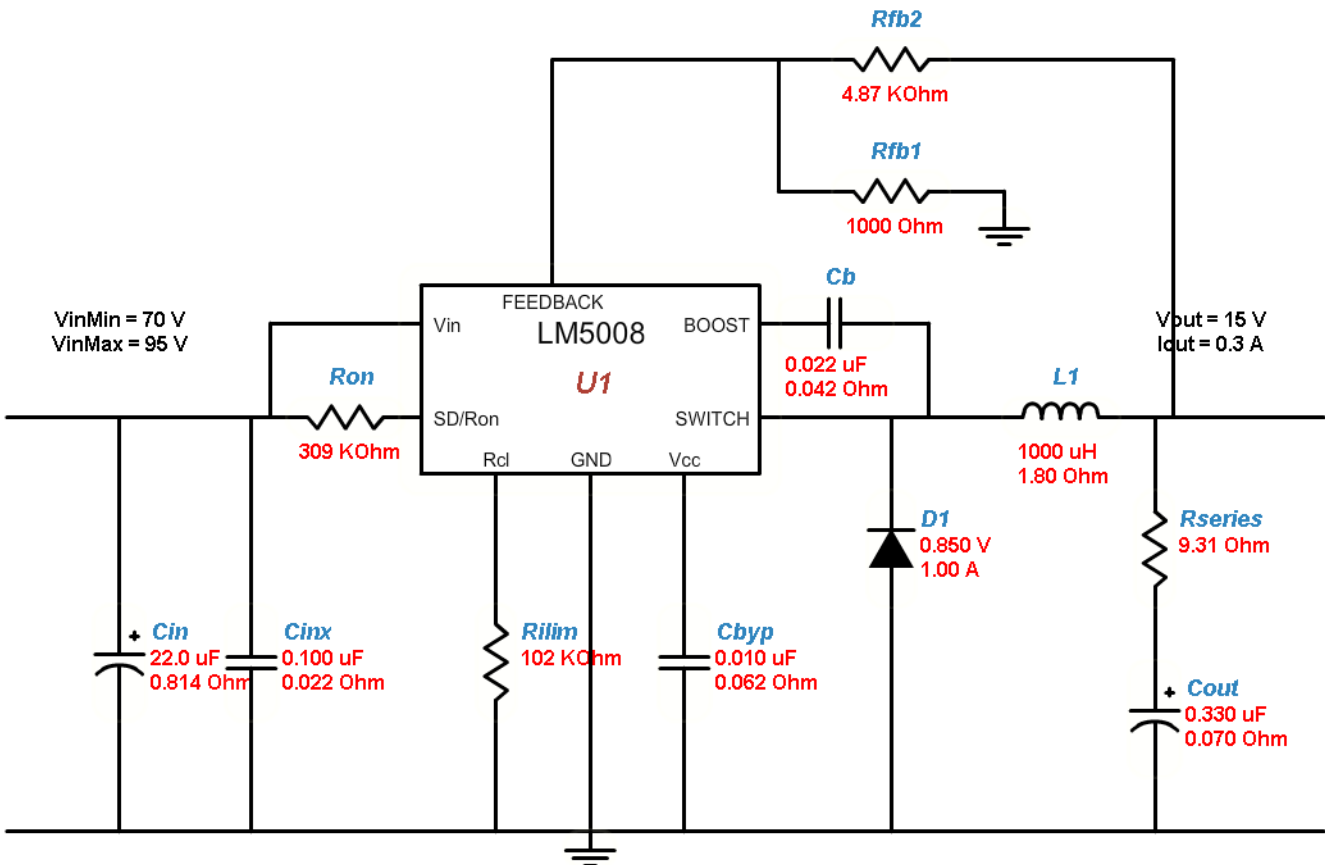 Rfb2
4.87 KOhm
Rfb1
1000 Ohm
Cb
0.022 uF
0.042 Ohm
VinMin = 70 V
VinMax = 95 V
Ron
309 KOhm
FEEDBACK
Vin
LM5008
BOOST
U1
SD/Ron
SWITCH
Rcl
GND
Vcc
Vout = 15 V
Iout = 0.3 A
L1
1000 uH
1.80 Ohm
D1
0.850 V
1.00 A
Rseries
9.31 Ohm
+
Cin
22.0 uF
0.814 Ohm
Cinx
0.100 uF
0.022 Ohm
Rilim
102 KOhm
Cbyp
0.010 uF
0.062 Ohm
+
Cout
0.330 uF
0.070 Ohm